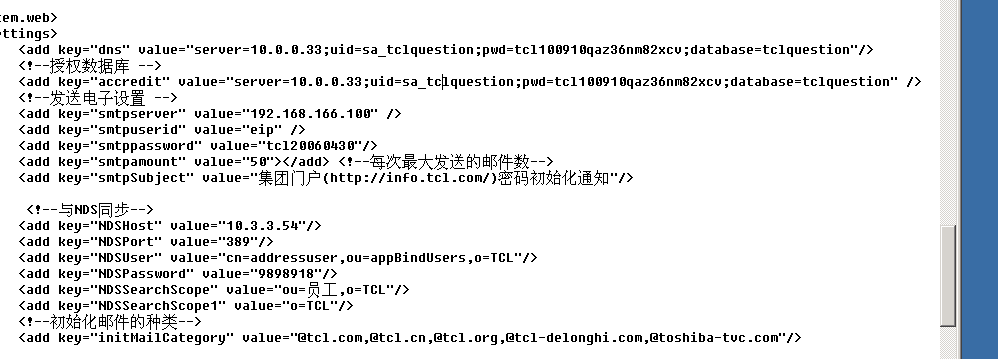 tem.web>
ettings>
<add key="dns" value="server=10.0.0.33;uid=sa_tclquestion;pwd=tcl100910qaz36nm82xcv;database=tclquestion"/>
<!--授权数据库 -->
<add key="accredit" value="server=10.0.0.33;uid=sa_tclquestion;pwd=tcl100910qaz36nm82xcv;database=tclquestion" />
<!--发送电子设置 -->
<add key="smtpserver" value="192.168.166.100" />
<add key="smtpuserid" value="eip" />
<add key="smtppassword" value="tcl20060430"/>
<add key="smtpamount" value="50"></add> <!--每次最大发送的邮件数-->
<add key="smtpSubject" value="集团门户(http://info.tcl.com/)密码初始化通知"/>
<!--与NDS同步-->
<add key="NDSHost" value="10.3.3.54"/>
<add key="NDSPort" value="389"/>
<add key="NDSUser" value="cn=addressuser,ou=appBindUsers,o=TCL"/>
<add key="NDSPassword" value="9898918"/>
<add key="NDSSearchScope" value="ou=员工,o=TCL"/>
<add key="NDSSearchScope1" value="o=TCL"/>
<!--初始化邮件的种类-->
<add key="initMailCategory" value="@tcl.com,@tcl.cn,@tcl.org,@tcl-delonghi.com,@toshiba-tvc.com"/>